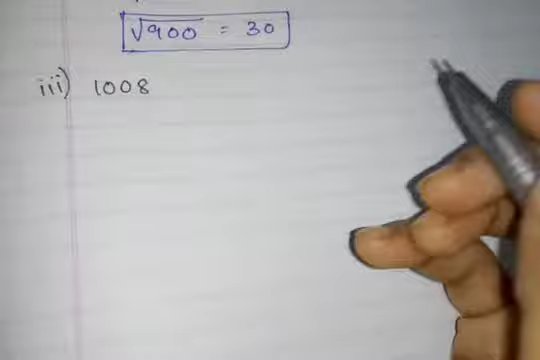 √900 = 30
iii) 1008